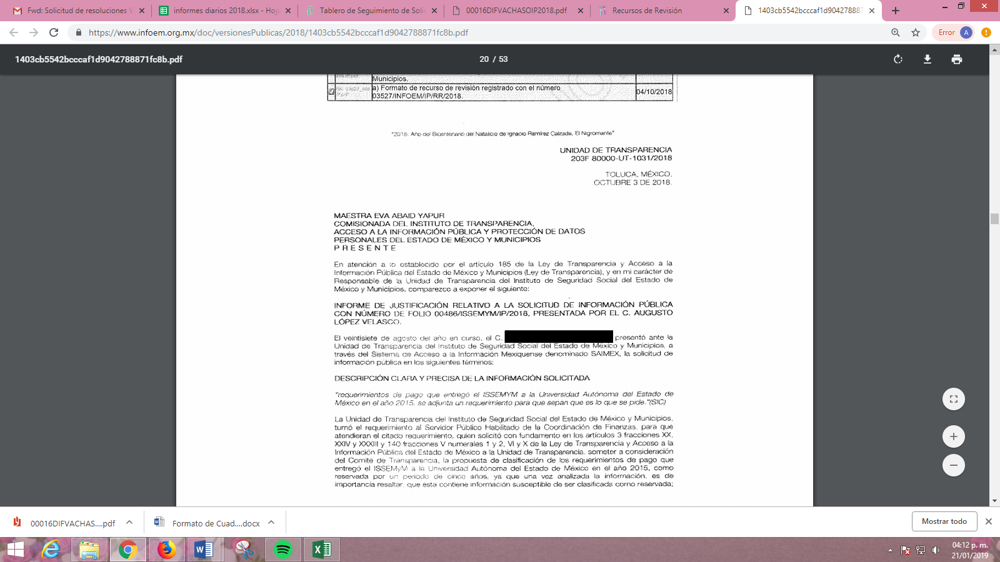 Fwd: Solicitud de resoluciones V
informes diarios 2018.xlsx - Hoja
Tablero de Seguimiento de Solic
00016DIFVACHASOIP2018.pdf
Recursos de Revisión
1403cb5542bcccaf1d9042788871
https://www.infoem.org.mx/doc/versionesPublicas/2018/1403cb5542bcccaf1d9042788871fc8b.pdf
Error A
1403cb5542bcccaf1d9042788871fc8b.pdf
20 / 53
Municipios.
a) Formato de recurso de revisión registrado con el número
03527/INFOEM/IP/RR/2018.
04/10/2018
"2018. Año del Bicentenario del Natalicio de Ignacio Ramírez Calzada, El Nigromante"
UNIDAD DE TRANSPARENCIA
203F 80000-UT-1031/2018
TOLUCA, MÉXICO,
OCTUBRE 3 DE 2018.
MAESTRA EVA ABAID YAPUR
COMISIONADA DEL INSTITUTO DE TRANSPARENCIA,
ACCESO A LA INFORMACIÓN PÚBLICA Y PROTECCIÓN DE DATOS
PERSONALES DEL ESTADO DE MÉXICO Y MUNICIPIOS
P R E S E N T E
En atención a lo establecido por el artículo 185 de la Ley de Transparencia y Acceso a la
Información Pública del Estado de México y Municipios (Ley de Transparencia), y en mi carácter de
Responsable de la Unidad de Transparencia del Instituto de Seguridad Social del Estado de
México y Municipios, comparezco a exponer el siguiente:
INFORME DE JUSTIFICACIÓN RELATIVO A LA SOLICITUD DE INFORMACIÓN PÚBLICA
CON NÚMERO DE FOLIO 00486/ISSEMYM/IP/2018, PRESENTADA POR EL C. AUGUSTO
LÓPEZ VELASCO.
El veintisiete de agosto del año en curso, el C. presentó ante la
Unidad de Transparencia del Instituto de Seguridad Social del Estado de México y Municipios, a
través del Sistema de Acceso a la Información Mexiquense denominado SAIMEX, la solicitud de
información pública en los siguientes términos:
DESCRIPCIÓN CLARA Y PRECISA DE LA INFORMACIÓN SOLICITADA
"requerimientos de pago que entregó el ISSEMYM a la Universidad Autónoma del Estado de
México en el año 2015, se adjunta un requerimiento para que sepan que es lo que se pide."(SIC)
La Unidad de Transparencia del Instituto de Seguridad Social del Estado de México y Municipios,
turnó el requerimiento al Servidor Público Habilitado de la Coordinación de Finanzas, para que
atendieran el citado requerimiento, quien solicitó con fundamento en los artículos 3 fracciones XX,
XXIV y XXXIII y 140 fracciones V numerales 1 y 2, VI y X de la Ley de Transparencia y Acceso a la
Información Pública del Estado de México a la Unidad de Transparencia, someter a consideración
del Comité de Transparencia, la propuesta de clasificación de los requerimientos de pago que
entregó el ISSEMyM a la Universidad Autónoma del Estado de México en el año 2015, como
reservada por un periodo de cinco años, ya que una vez analizada la información, es de
importancia resaltar, que esta contiene información susceptible de ser clasificada como reservada;
00016DIFVACHAS....pdf
Formato de Cuad....docx
Mostrar todo
04:12 p. m.
21/01/2019